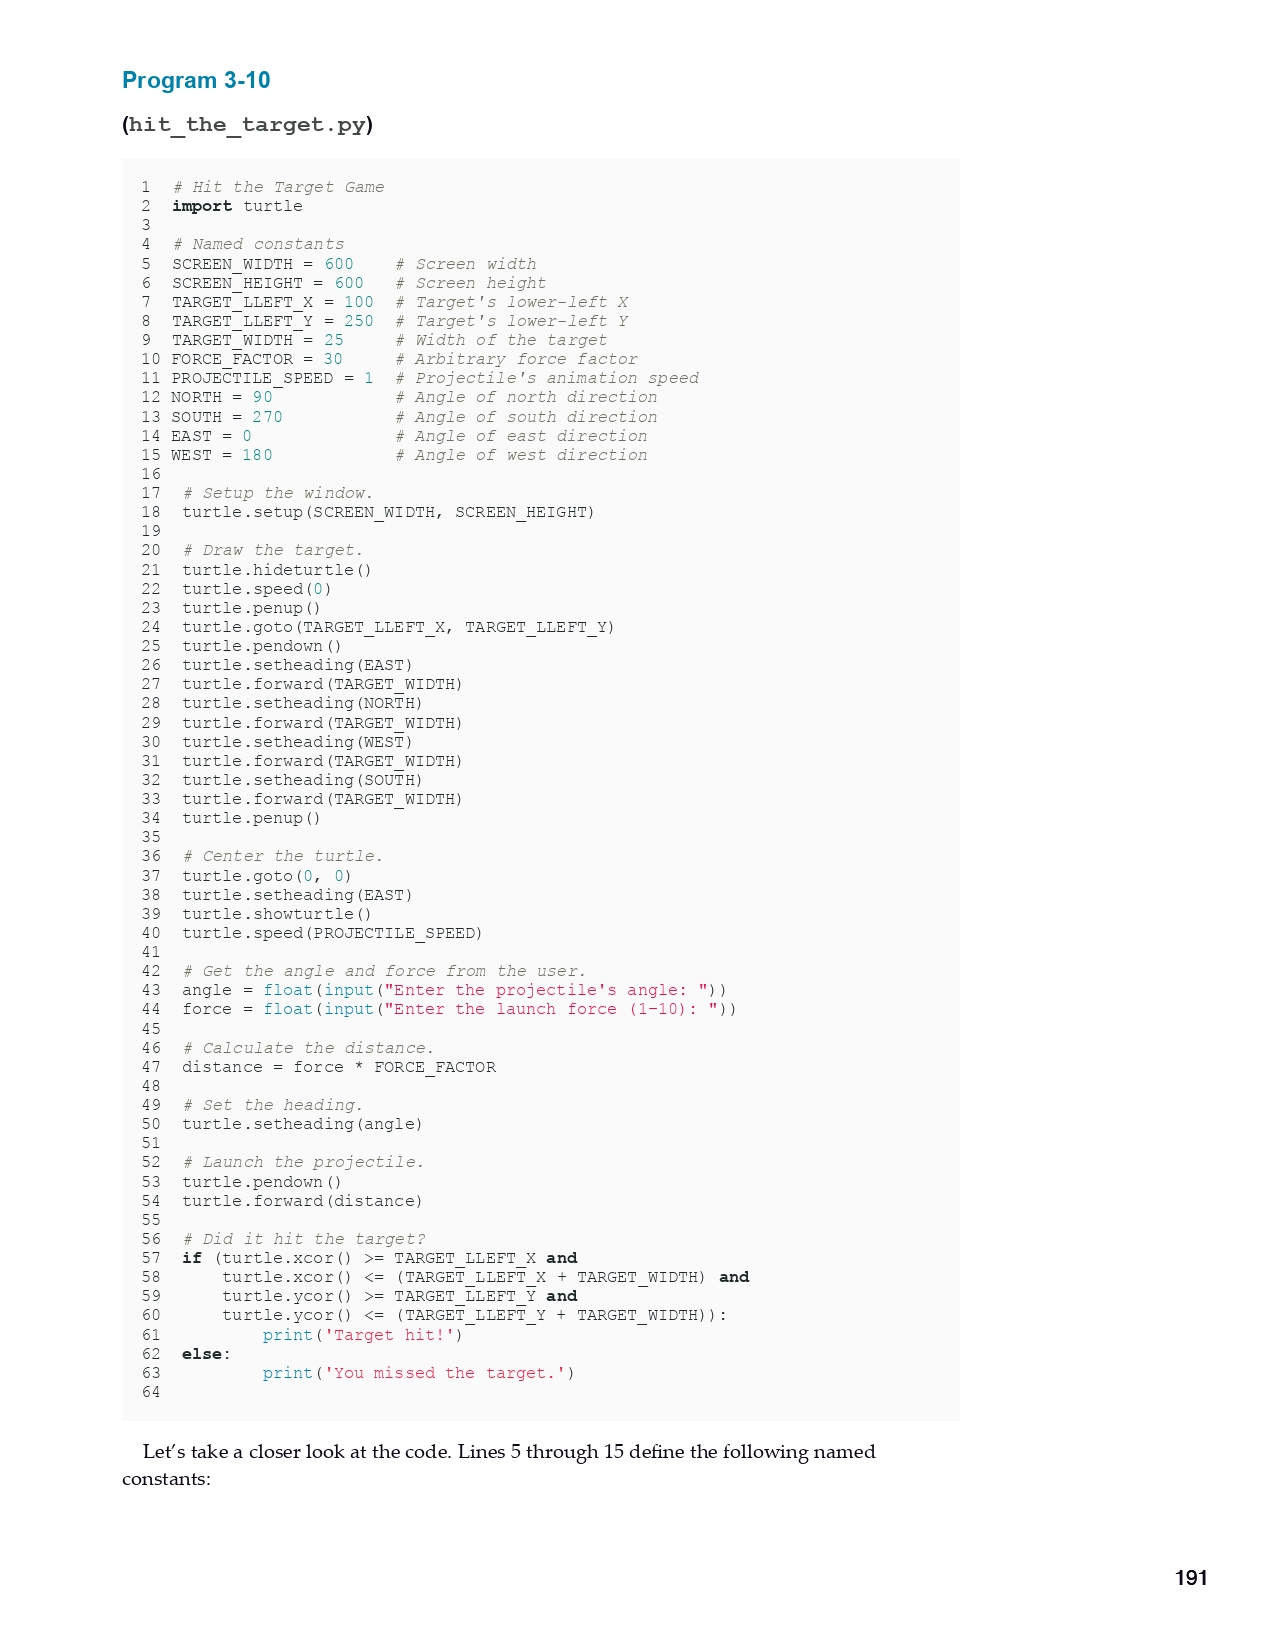 Program 3-10
(hit_the_target.py)
1  # Hit the Target Game
2  import turtle
3
4  # Named constants
5  SCREEN_WIDTH = 600    # Screen width
6  SCREEN_HEIGHT = 600   # Screen height
7  TARGET_LLEFT_X = 100  # Target's lower-left X
8  TARGET_LLEFT_Y = 250  # Target's lower-left Y
9  TARGET_WIDTH = 25     # Width of the target
10 FORCE_FACTOR = 30     # Arbitrary force factor
11 PROJECTILE_SPEED = 1  # Projectile's animation speed
12 NORTH = 90            # Angle of north direction
13 SOUTH = 270           # Angle of south direction
14 EAST = 0              # Angle of east direction
15 WEST = 180            # Angle of west direction
16
17  # Setup the window.
18  turtle.setup(SCREEN_WIDTH, SCREEN_HEIGHT)
19
20  # Draw the target.
21  turtle.hideturtle()
22  turtle.speed(0)
23  turtle.penup()
24  turtle.goto(TARGET_LLEFT_X, TARGET_LLEFT_Y)
25  turtle.pendown()
26  turtle.setheading(EAST)
27  turtle.forward(TARGET_WIDTH)
28  turtle.setheading(NORTH)
29  turtle.forward(TARGET_WIDTH)
30  turtle.setheading(WEST)
31  turtle.forward(TARGET_WIDTH)
32  turtle.setheading(SOUTH)
33  turtle.forward(TARGET_WIDTH)
34  turtle.penup()
35
36  # Center the turtle.
37  turtle.goto(0, 0)
38  turtle.setheading(EAST)
39  turtle.showturtle()
40  turtle.speed(PROJECTILE_SPEED)
41
42  # Get the angle and force from the user.
43  angle = float(input("Enter the projectile's angle: "))
44  force = float(input("Enter the launch force (1−10): "))
45
46  # Calculate the distance.
47  distance = force * FORCE_FACTOR
48
49  # Set the heading.
50  turtle.setheading(angle)
51
52  # Launch the projectile.
53  turtle.pendown()
54  turtle.forward(distance)
55
56  # Did it hit the target?
57  if (turtle.xcor() >= TARGET_LLEFT_X and
58      turtle.xcor() <= (TARGET_LLEFT_X + TARGET_WIDTH) and
59      turtle.ycor() >= TARGET_LLEFT_Y and
60      turtle.ycor() <= (TARGET_LLEFT_Y + TARGET_WIDTH)):
61          print('Target hit!')
62  else:
63          print('You missed the target.')
64
Let’s take a closer look at the code. Lines 5 through 15 define the following named
constants:
191